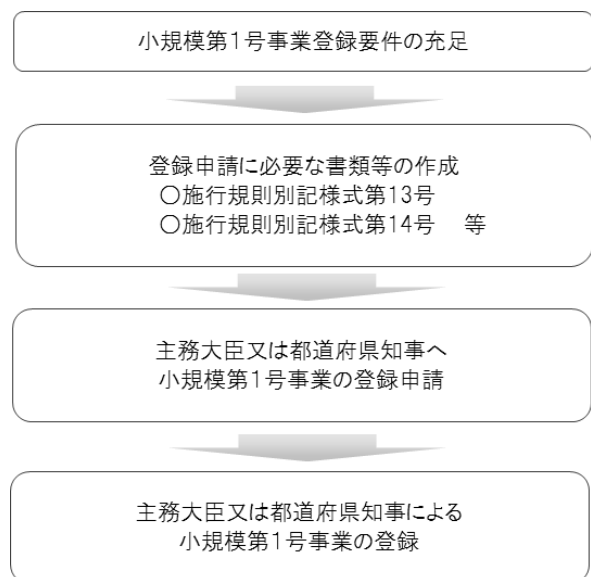 小規模第1号事業登録要件の充足
登録申請に必要な書類等の作成
○施行規則別記様式第13号
○施行規則別記様式第14号　等
主務大臣又は都道府県知事へ
小規模第1号事業の登録申請
主務大臣又は都道府県知事による
小規模第1号事業の登録